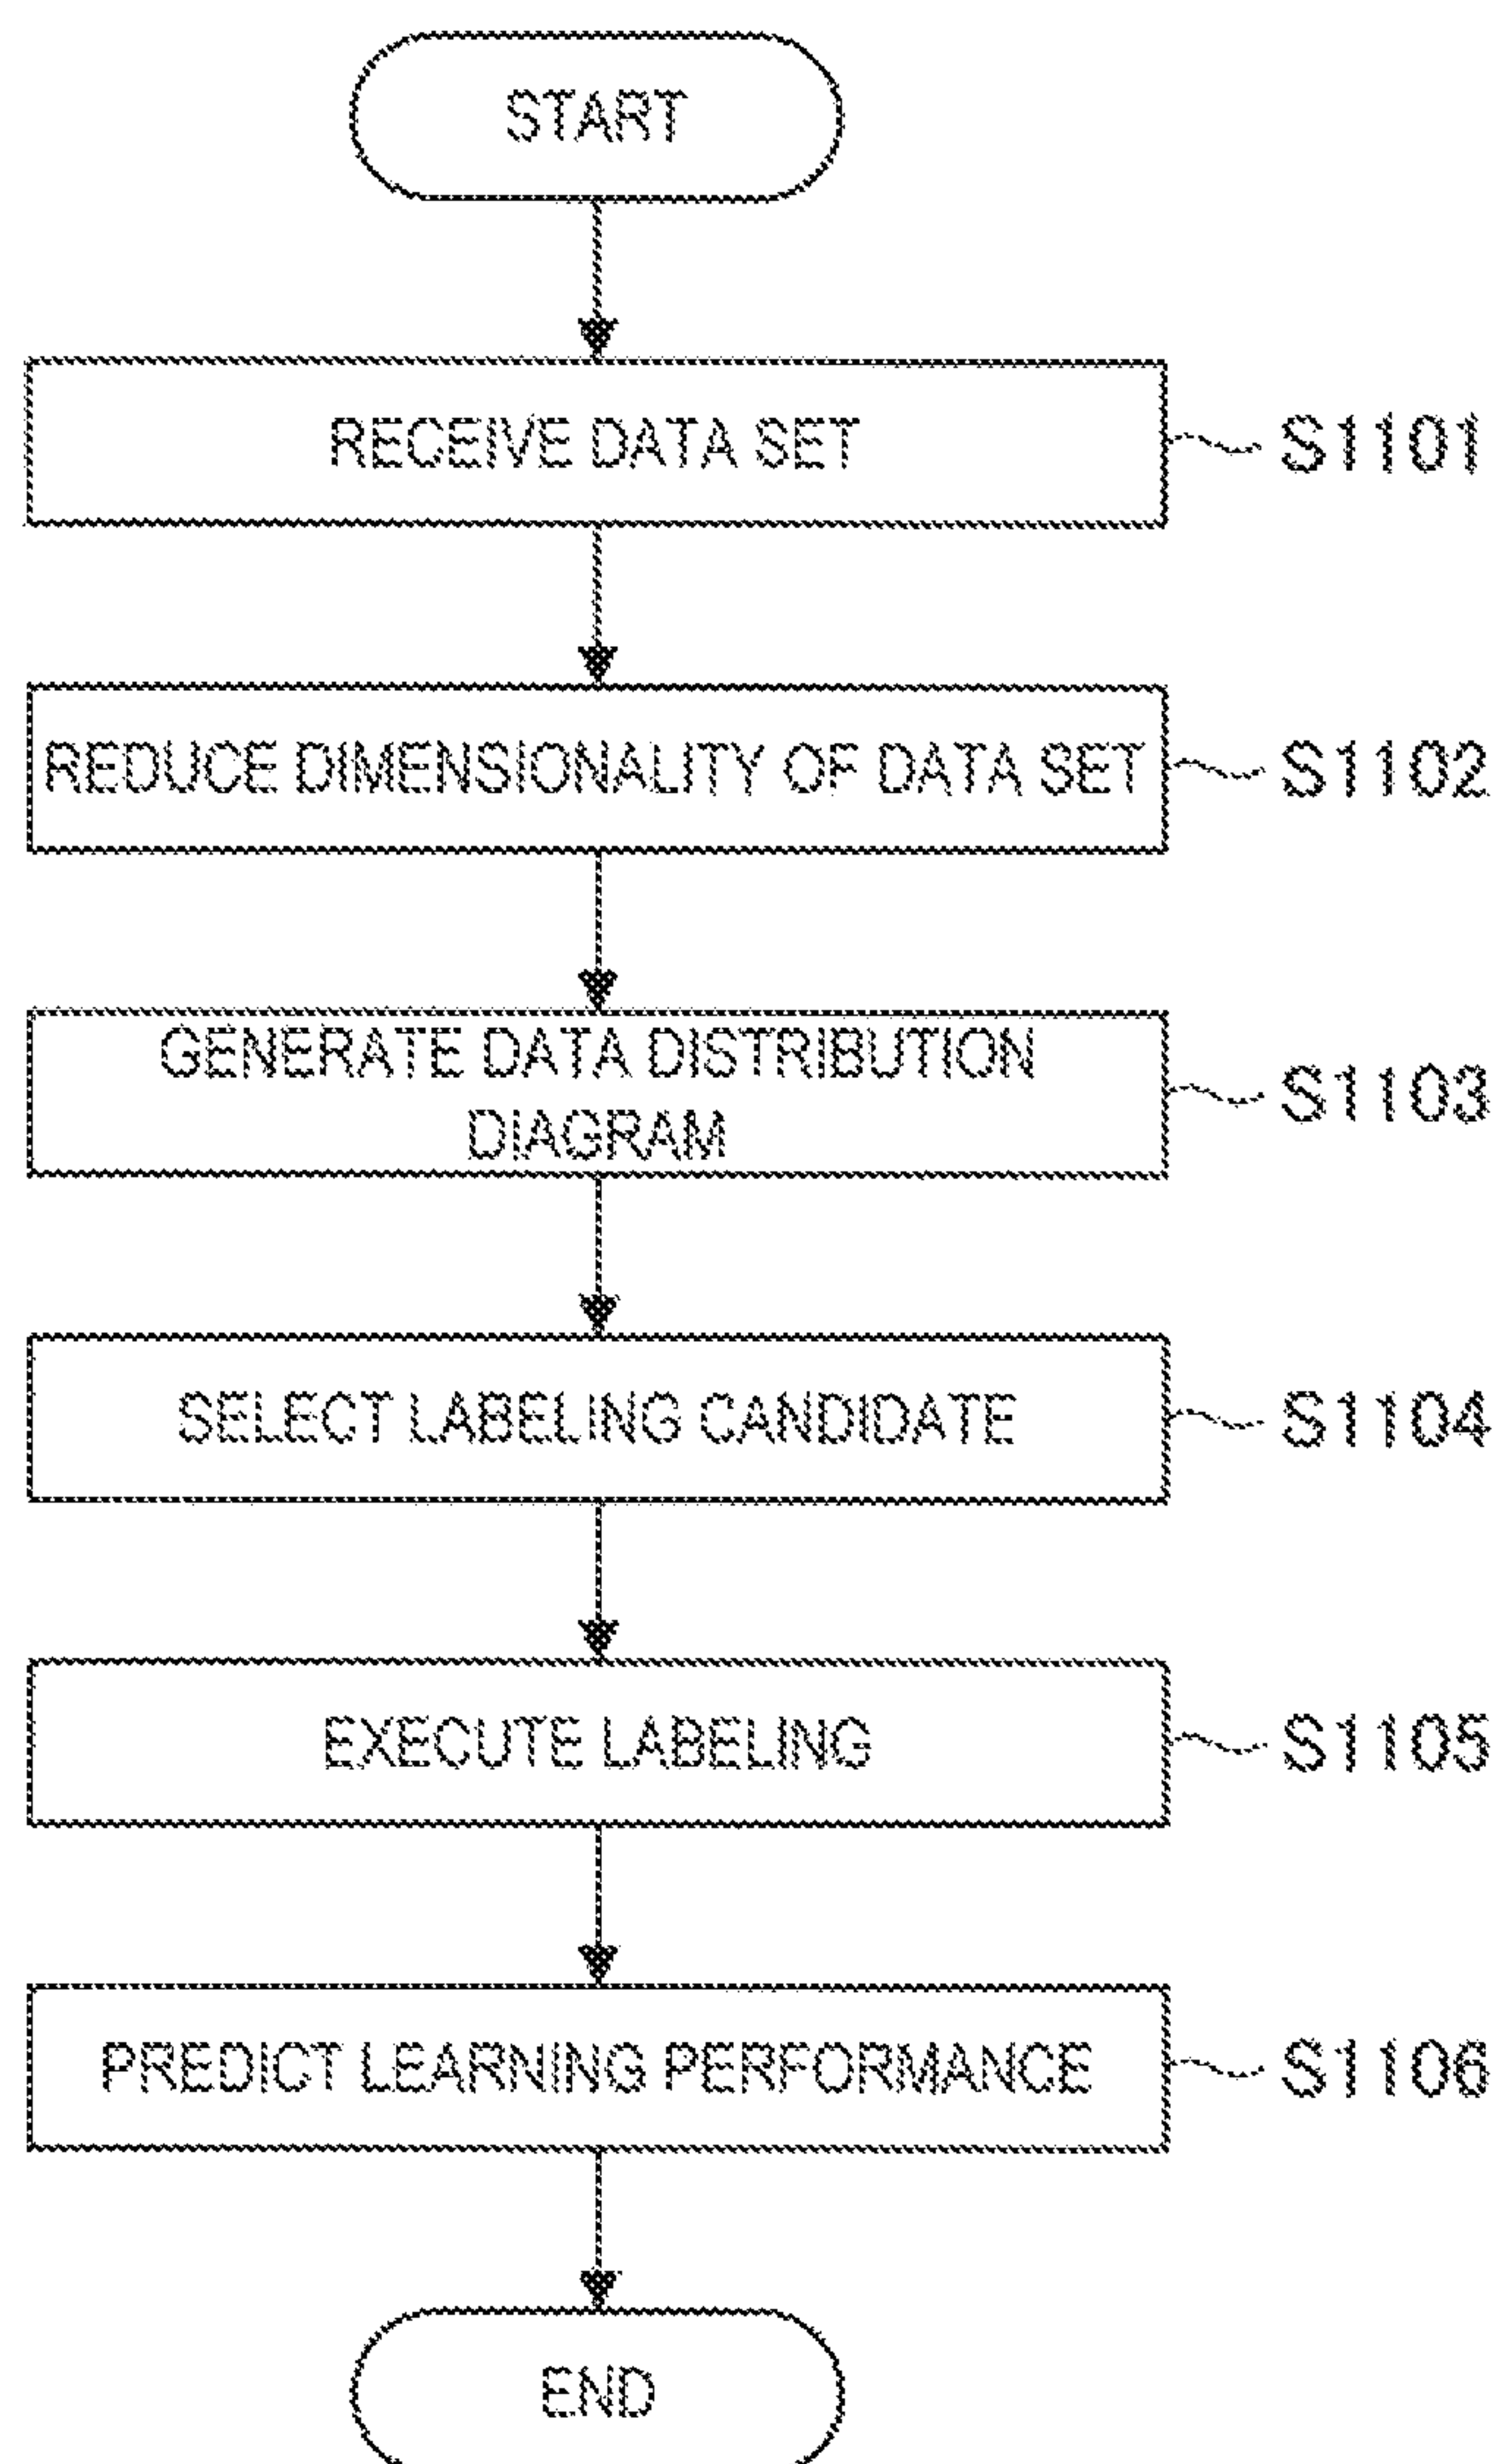 START
RECEIVE DATA SET
S1101
REDUCE DIMENSIONALITY OF DATA SET
S1102
GENERATE DATA DISTRIBUTION
DIAGRAM
S1103
SELECT LABELING CANDIDATE
S1104
EXECUTE LABELING
S1105
PREDICT LEARNING PERFORMANCE
S1106
END